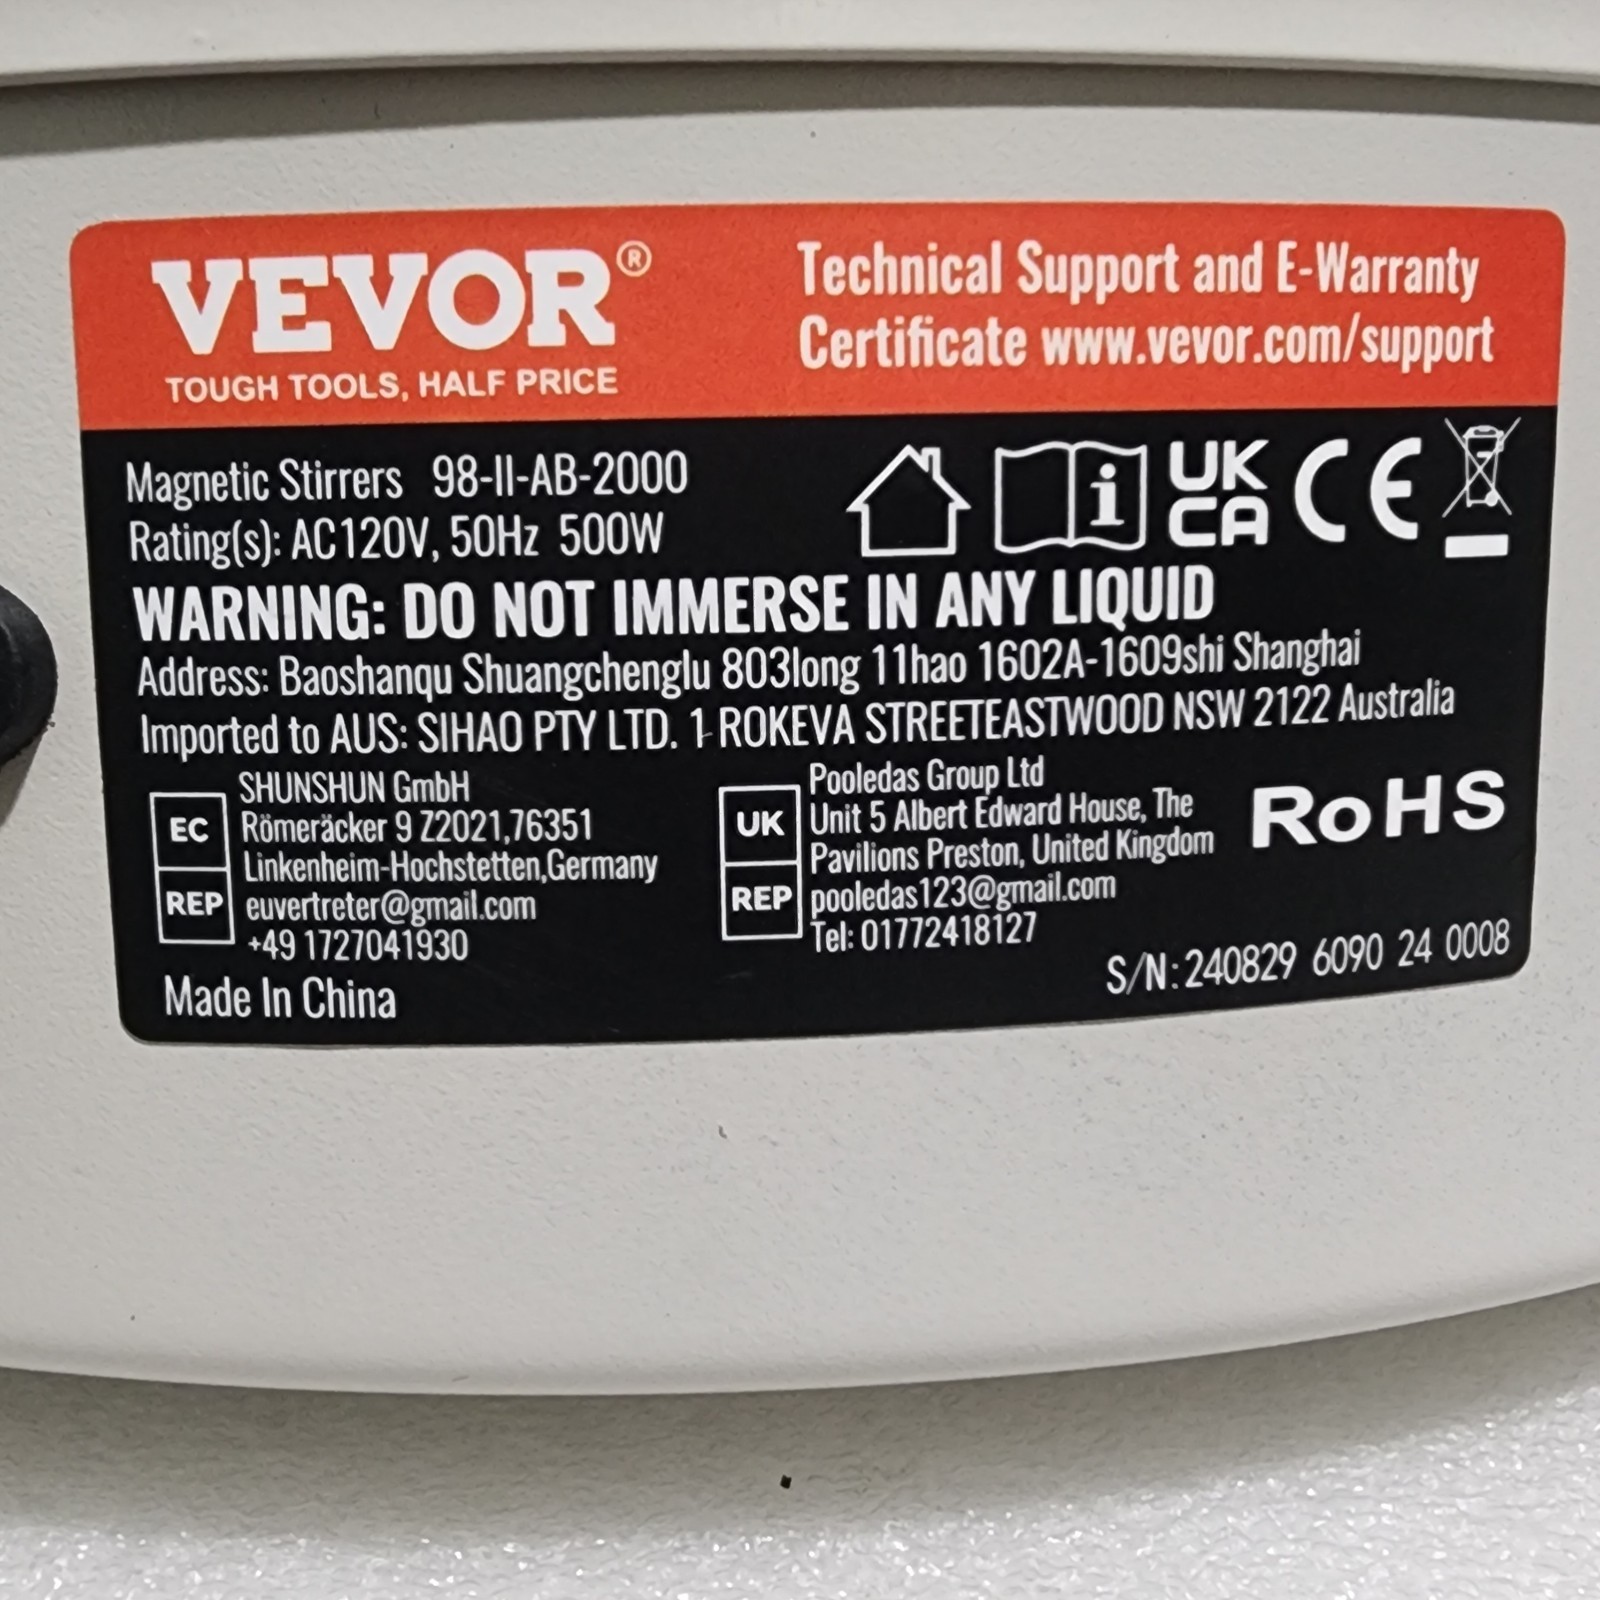 VEVOR®
TOUGH TOOLS, HALF PRICE
Technical Support and E-Warranty
Certificate www.vevor.com/support
Magnetic Stirrers 98-II-AB-2000
Rating(s): AC120V, 50Hz 500W
UK
CA
CE
WARNING: DO NOT IMMERSE IN ANY LIQUID
Address: Baoshanqu Shuangchenglu 803long 11hao 1602A-1609shi Shanghai
Imported to AUS: SIHAO PTY LTD. 1 ROKEVA STREETEASTWOOD NSW 2122 Australia
EC
REP
SHUNSHUN GmbH
Römeräcker 9 Z2021,76351
Linkenheim-Hochstetten,Germany
euvertreter@gmail.com
+49 1727041930
UK
REP
Pooledas Group Ltd
Unit 5 Albert Edward House, The
Pavilions Preston, United Kingdom
pooledas123@gmail.com
Tel: 01772418127
RoHS
Made In China
S/N:240829 6090 24 0008